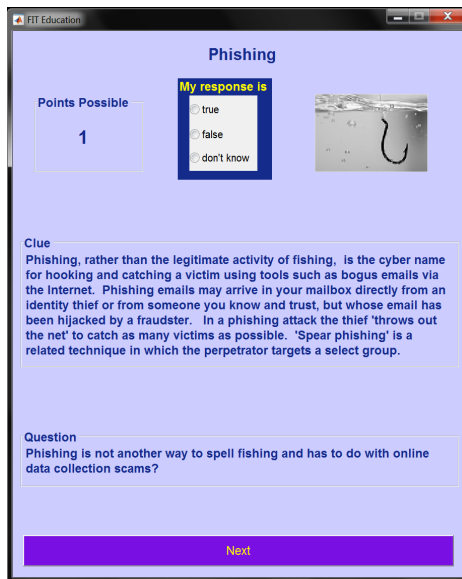 FIT Education
Phishing
Points Possible
1
My response is
true
false
don't know
Clue
Phishing, rather than the legitimate activity of fishing,  is the cyber name
for hooking and catching a victim using tools such as bogus emails via
the Internet.  Phishing emails may arrive in your mailbox directly from an
identity thief or from someone you know and trust, but whose email has
been hijacked by a fraudster.   In a phishing attack the thief 'throws out
the net' to catch as many victims as possible.  'Spear phishing' is a
related technique in which the perpetrator targets a select group.
Question
Phishing is not another way to spell fishing and has to do with online
data collection scams?
Next